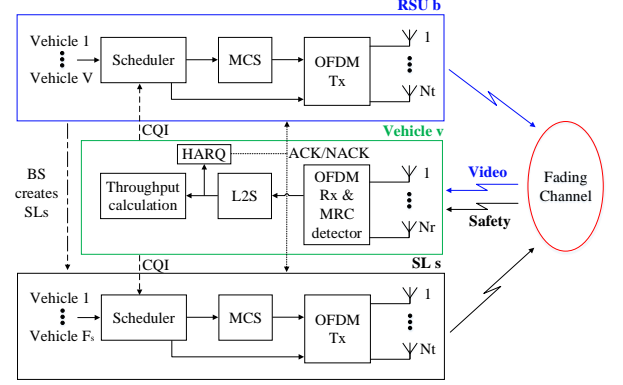 RSU b
Vehicle 1
Vehicle V
Scheduler
MCS
OFDM
Tx
1
Nt
CQI
Vehicle v
BS
creates
SLs
HARQ
ACK/NACK
Throughput
calculation
L2S
OFDM
Rx &
MRC
detector
1
Nr
Video
Safety
Fading
Channel
CQI
SL s
Vehicle 1
Vehicle Fs
Scheduler
MCS
OFDM
Tx
1
Nt